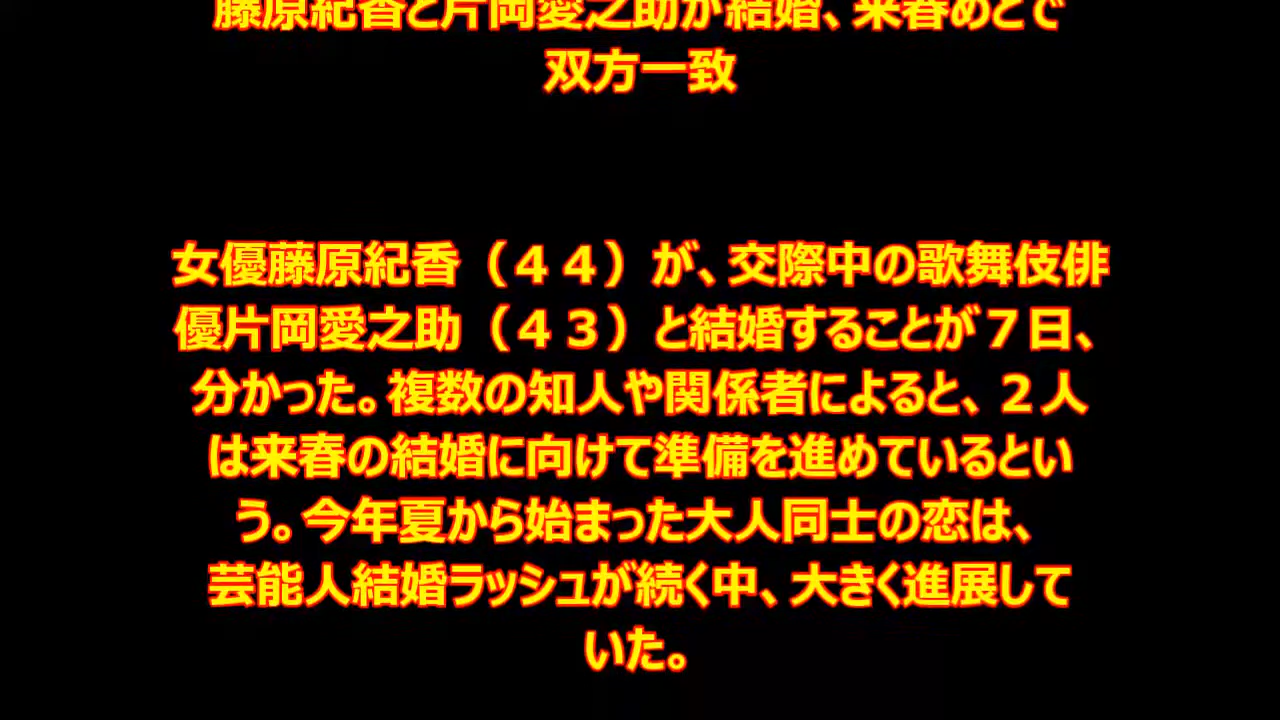 藤原紀香と片岡愛之助が結婚、来春めどで
双方一致
女優藤原紀香（４４）が、交際中の歌舞伎俳
優片岡愛之助（４３）と結婚することが７日、
分かった。複数の知人や関係者によると、２人
は来春の結婚に向けて準備を進めているとい
う。今年夏から始まった大人同士の恋は、
芸能人結婚ラッシュが続く中、大きく進展して
いた。